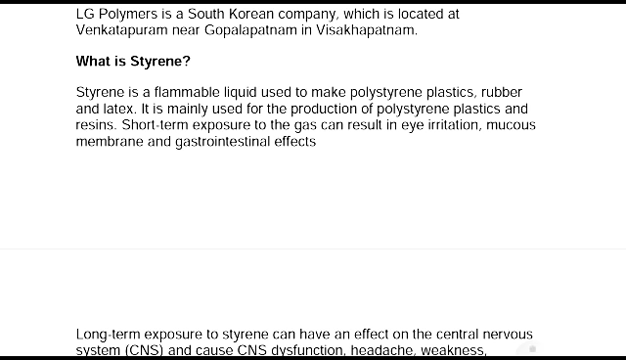 LG Polymers is a South Korean company, which is located at
Venkatapuram near Gopalapatnam in Visakhapatnam.
What is Styrene?
Styrene is a flammable liquid used to make polystyrene plastics, rubber
and latex. It is mainly used for the production of polystyrene plastics and
resins. Short-term exposure to the gas can result in eye irritation, mucous
membrane and gastrointestinal effects
Long-term exposure to styrene can have an effect on the central nervous
system (CNS) and cause CNS dysfunction, headache, weakness,